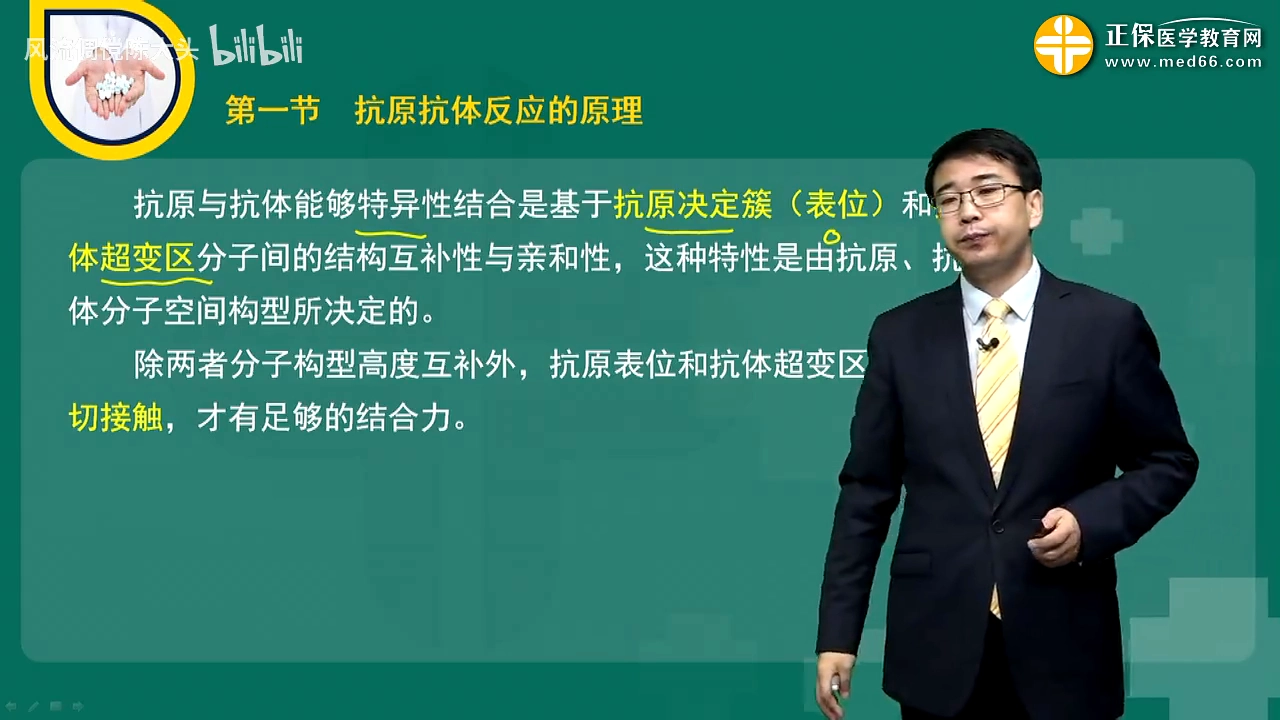 bilibili
正保医学教育网
www.med66.com
第一节 抗原抗体反应的原理
抗原与抗体能够特异性结合是基于抗原决定簇（表位）和
体超变区分子间的结构互补性与亲和性，这种特性是由抗原、抗
体分子空间构型所决定的。
除两者分子构型高度互补外，抗原表位和抗体超变区
切接触，才有足够的结合力。